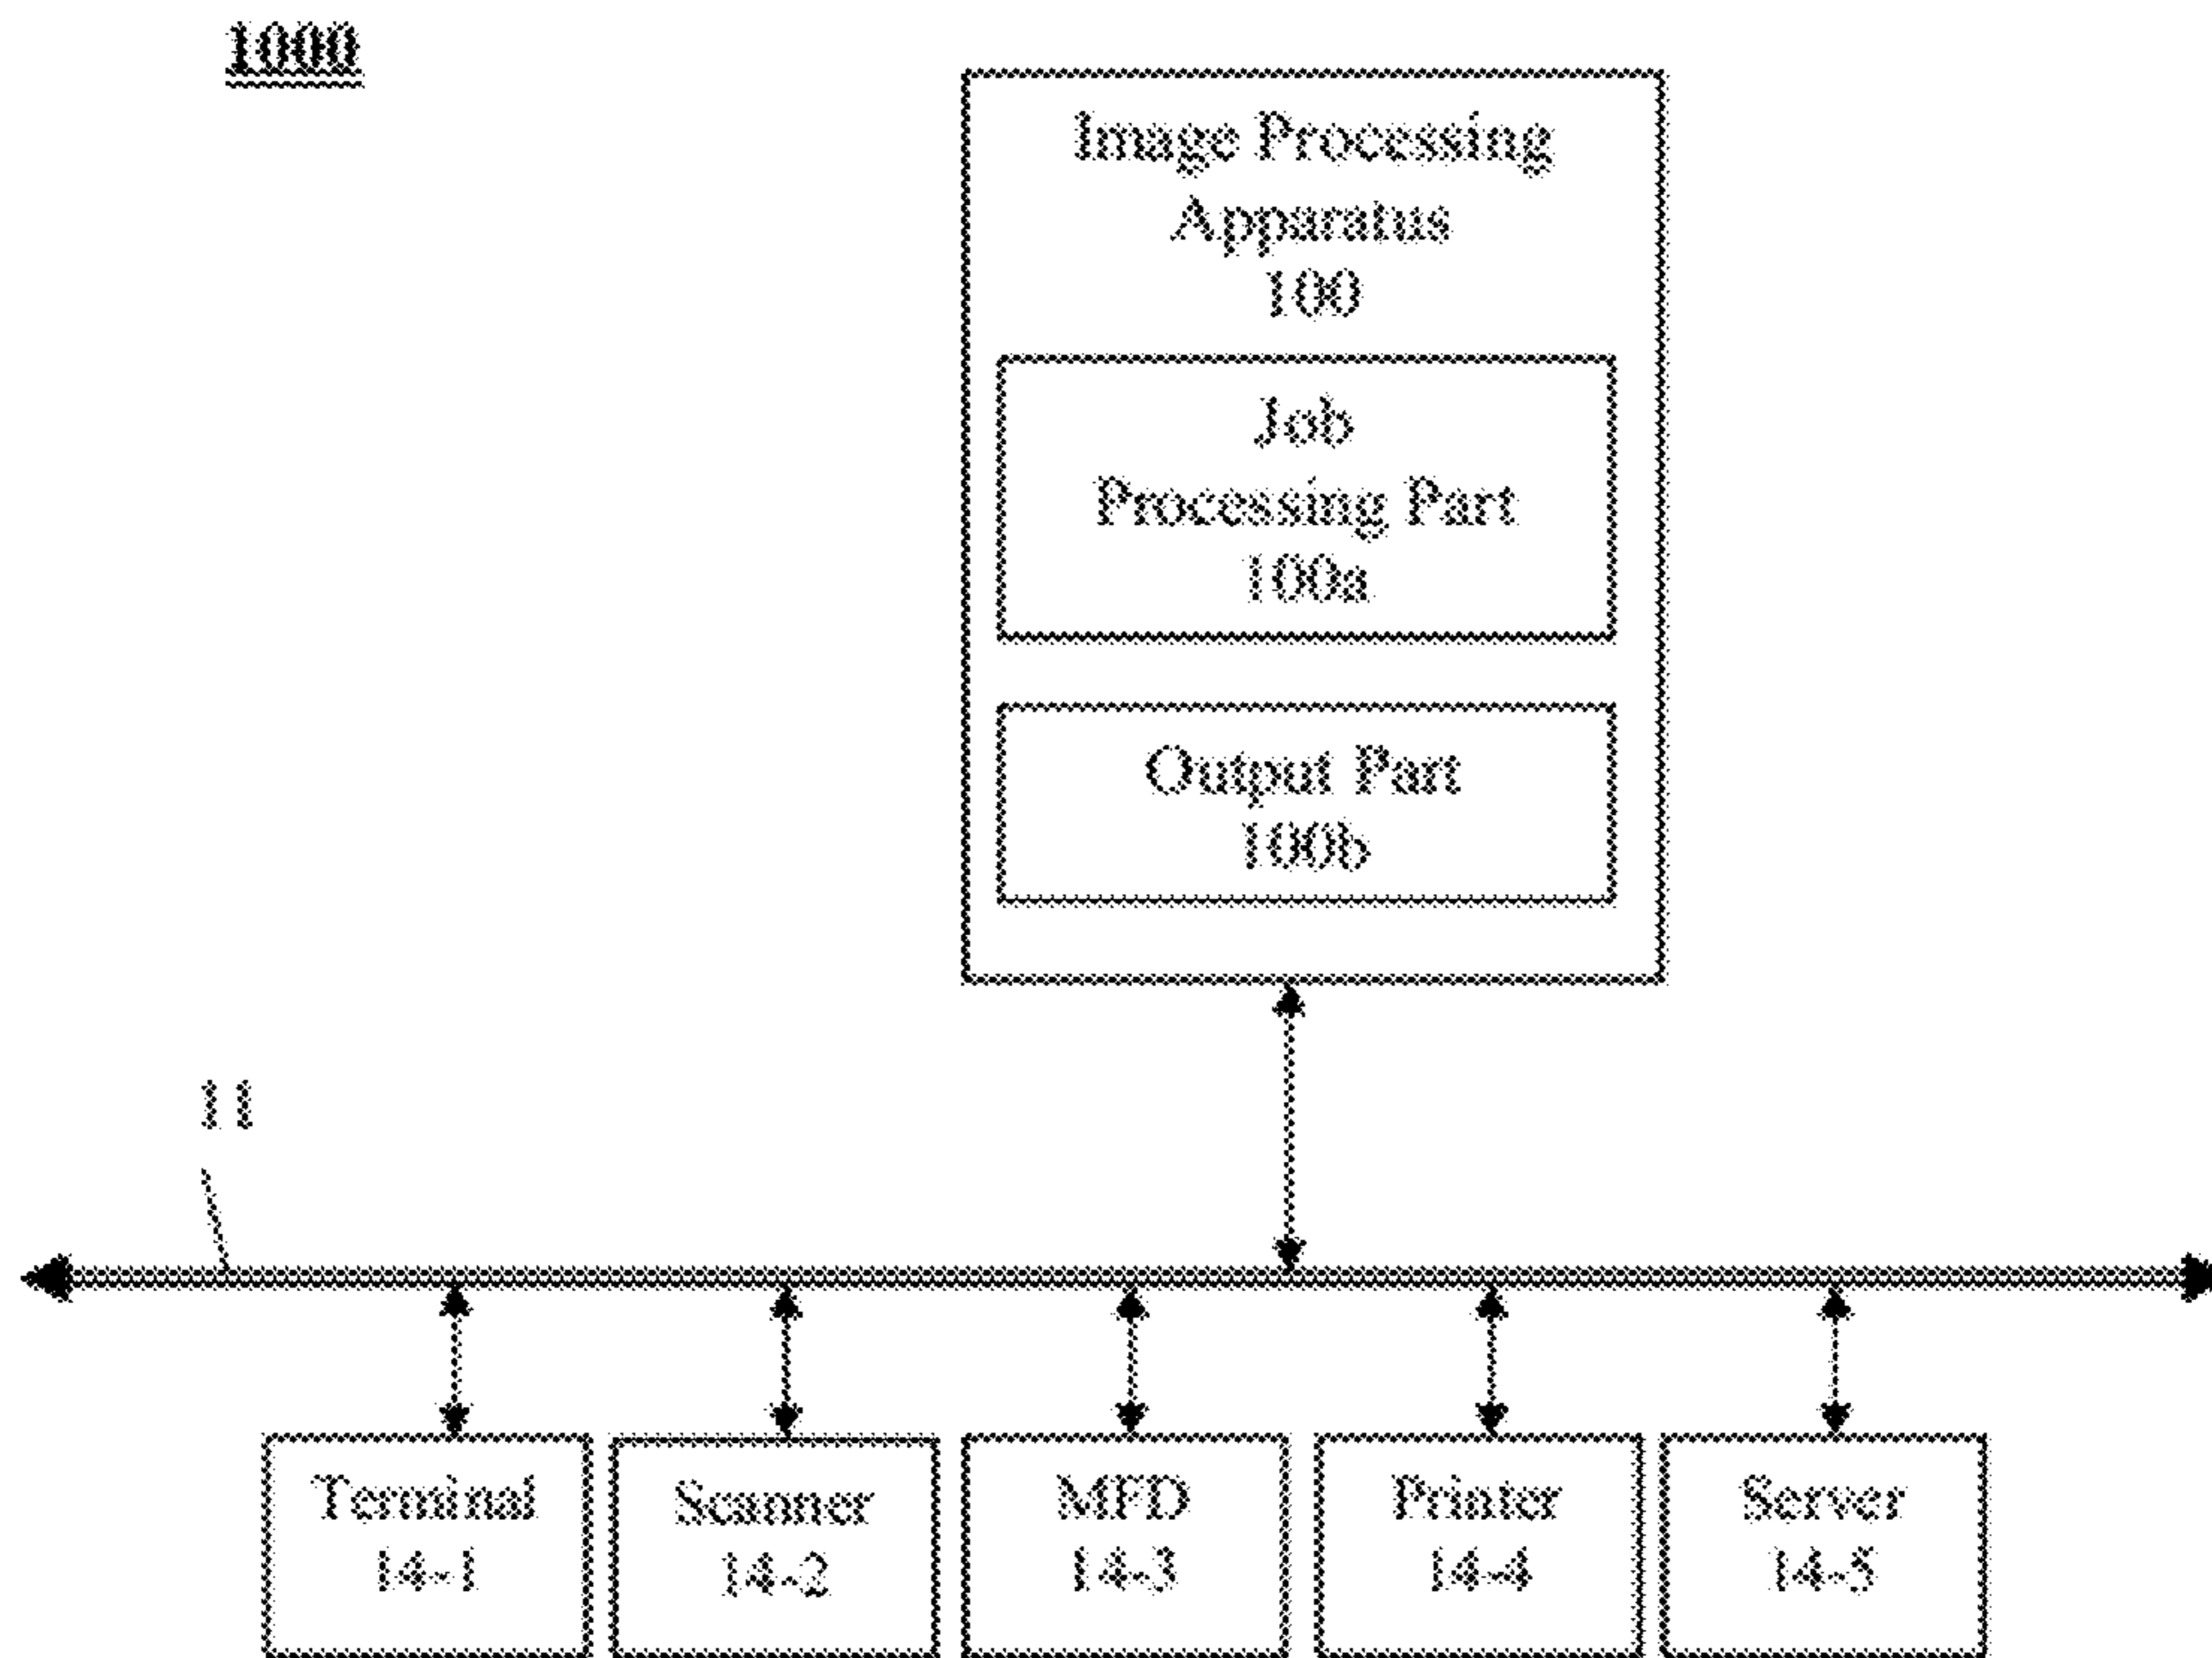 1000
Image Processing
Apparatus
100
Job
Processing Part
100a
Output Part
100b
11
Terminal
14-1
Scanner
14-2
MFD
14-3
Printer
14-4
Server
14-5